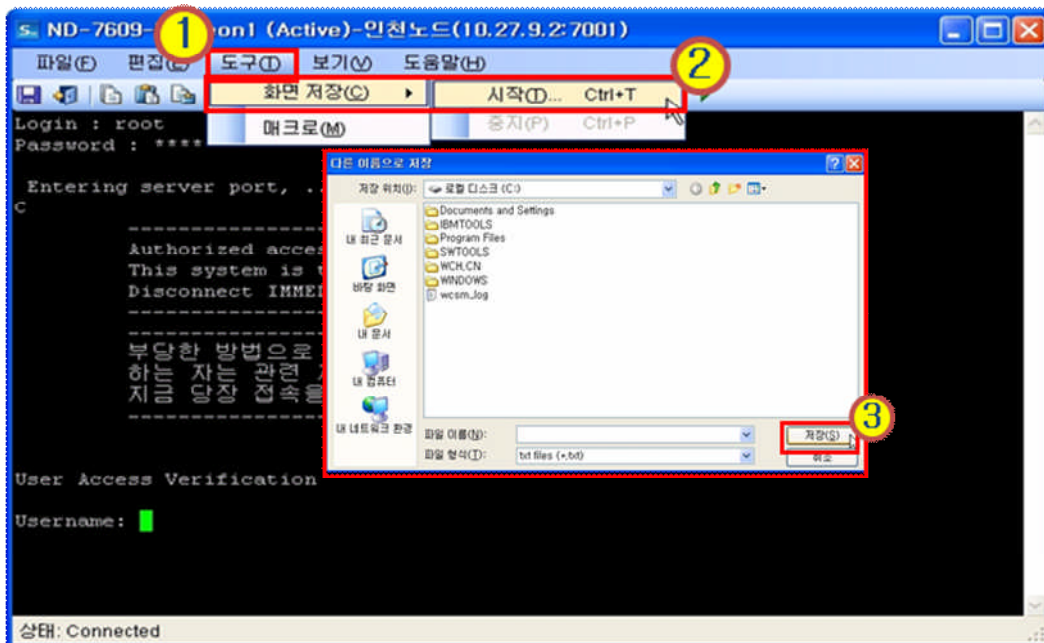 ND-7609- on1 (Active)-인천노드(10.27.9.2:7001)
1
2
파일(F) 편집(E) 도구(T) 보기(V) 도움말(H)
화면 저장(C) 시작(T)... Ctrl+T
매크로(M) 중지(P) Ctrl+P
Login : root
Password : ****
Entering server port, ..
C
Authorized acces
This system is
Disconnect IMME
부당한 방법으로
하는 자는 관련
지금 당장 접속을
User Access Verification
Username:
다른 이름으로 저장
저장 위치(I): 로컬 디스크 (C:)
내 최근 문서
바탕 화면
내 문서
내 컴퓨터
내 네트워크 환경
Documents and Settings
IBMTOOLS
Program Files
SWTOOLS
WCH.CN
WINDOWS
wcsm_log
3
파일 이름(N): 저장(S)
파일 형식(T): txt files (*.txt) 취소
상태: Connected